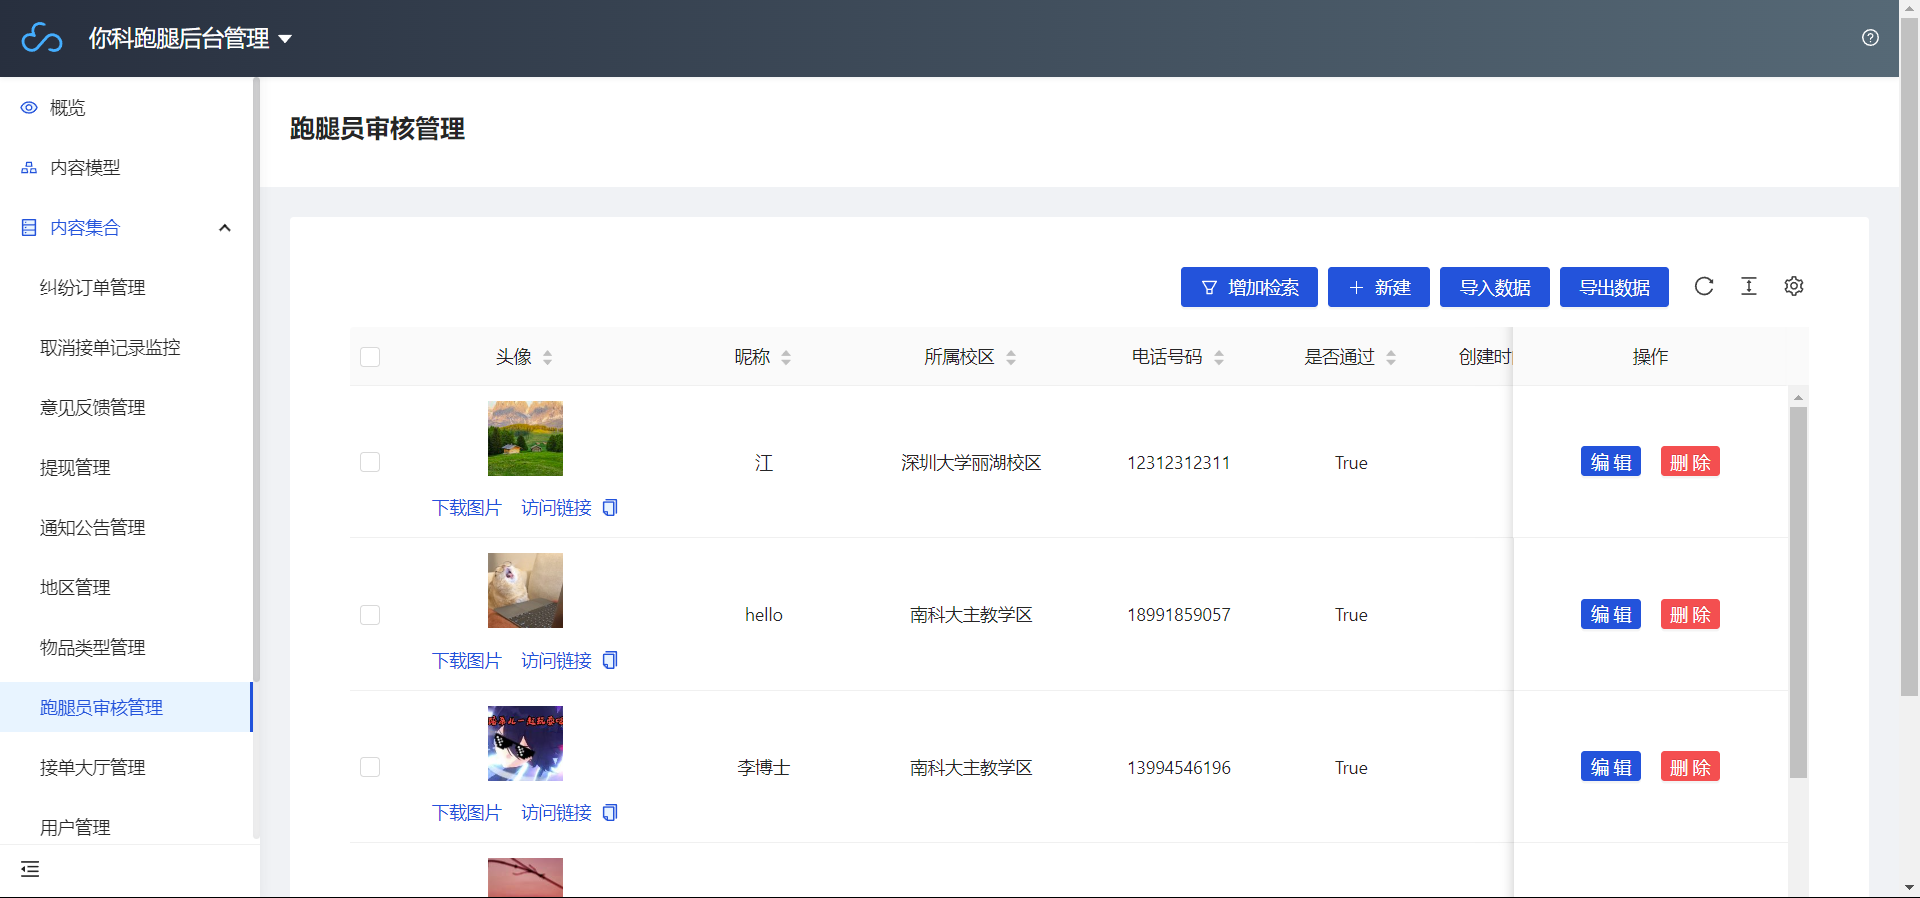 你科跑腿后台管理
概览
内容模型
内容集合
纠纷订单管理
取消接单记录监控
意见反馈管理
提现管理
通知公告管理
地区管理
物品类型管理
跑腿员审核管理
接单大厅管理
用户管理
跑腿员审核管理
增加检索 新建 导入数据 导出数据
头像 昵称 所属校区 电话号码 是否通过 创建时 操作
江 深圳大学丽湖校区 12312312311 True 编 辑 删 除
下载图片 访问链接
hello 南科大主教学区 18991859057 True 编 辑 删 除
下载图片 访问链接
李博士 南科大主教学区 13994546196 True 编 辑 删 除
下载图片 访问链接